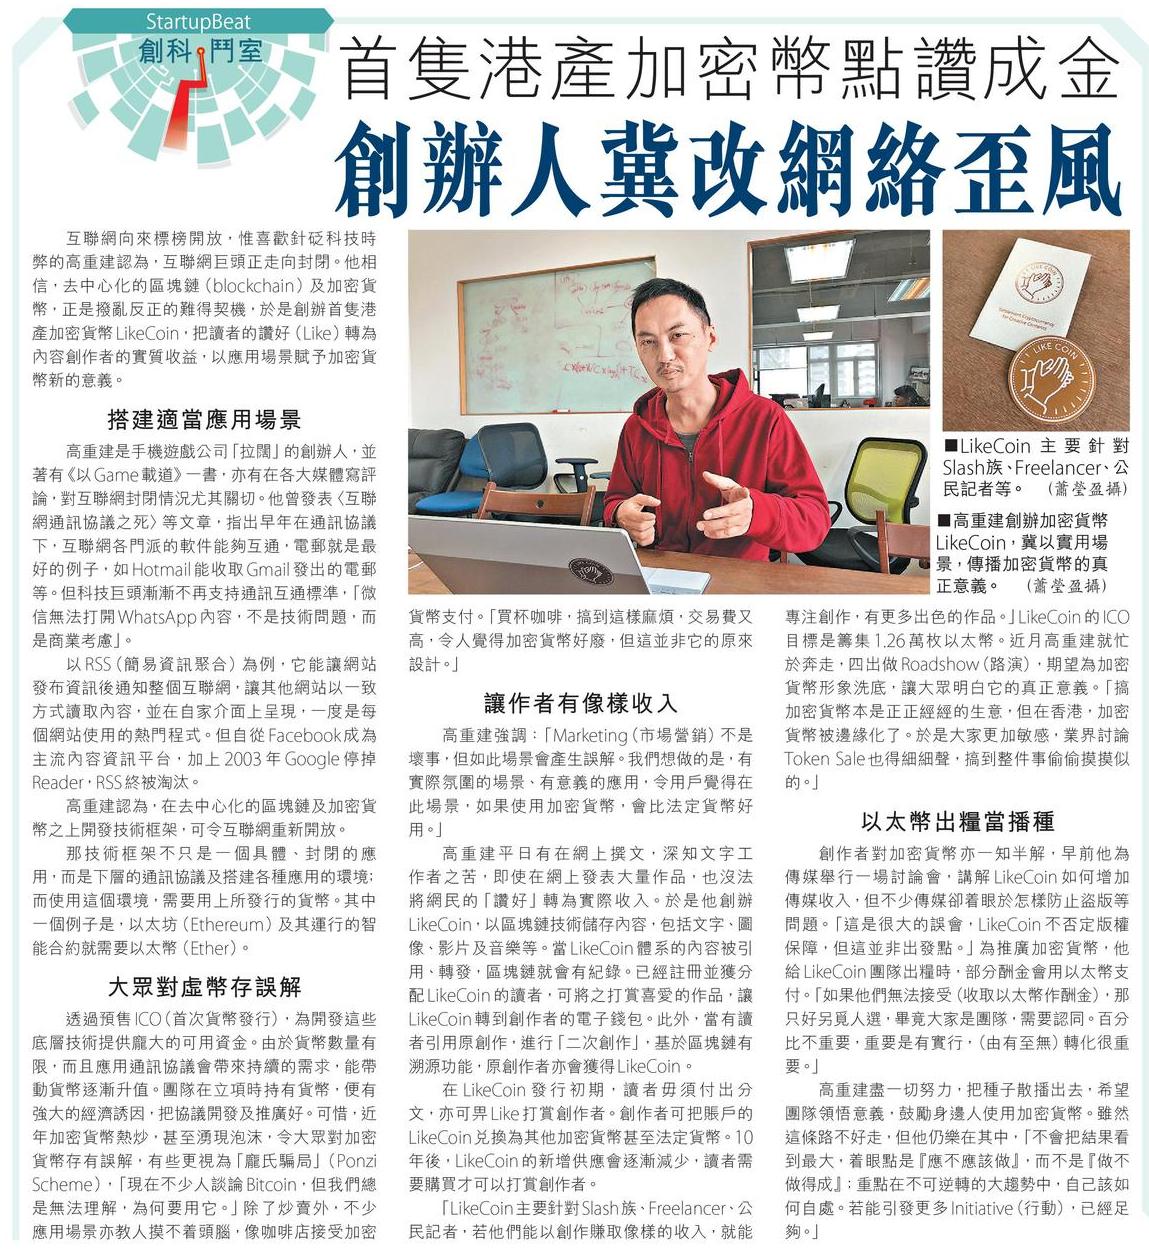 StartupBeat
創科 鬥室
首隻港產加密幣點讚成金
創辦人冀改網絡歪風
互聯網向來標榜開放，惟喜歡針砭科技時
弊的高重建認為，互聯網巨頭正走向封閉。他相
信，去中心化的區塊鏈（blockchain）及加密貨
幣，正是撥亂反正的難得契機，於是創辦首隻港
產加密貨幣LikeCoin，把讀者的讚好（Like）轉為
內容創作者的實質收益，以應用場景賦予加密貨
幣新的意義。
搭建適當應用場景
高重建是手機遊戲公司「拉闊」的創辦人，並
著有《以Game載道》一書，亦有在各大媒體寫評
論，對互聯網封閉情況尤其關切。他曾發表〈互聯
網通訊協議之死〉等文章，指出早年在通訊協議
下，互聯網各門派的軟件能夠互通，電郵就是最
好的例子，如Hotmail能收取Gmail發出的電郵
等。但科技巨頭漸漸不再支持通訊互通標準，「微
信無法打開WhatsApp內容，不是技術問題，而
是商業考慮」。
以RSS（簡易資訊聚合）為例，它能讓網站
發布資訊後通知整個互聯網，讓其他網站以一致
方式讀取內容，並在自家介面上呈現，一度是每
個網站使用的熱門程式。但自從Facebook成為
主流內容資訊平台，加上2003年Google停掉
Reader，RSS終被淘汰。
高重建認為，在去中心化的區塊鏈及加密貨
幣之上開發技術框架，可令互聯網重新開放。
那技術框架不只是一個具體、封閉的應
用，而是下層的通訊協議及搭建各種應用的環境；
而使用這個環境，需要用上所發行的貨幣。其中
一個例子是，以太坊（Ethereum）及其運行的智
能合約就需要以太幣（Ether）。
大眾對虛幣存誤解
透過預售ICO（首次貨幣發行），為開發這些
底層技術提供龐大的可用資金。由於貨幣數量有
限，而且應用通訊協議會帶來持續的需求，能帶
動貨幣逐漸升值。團隊在立項時持有貨幣，便有
強大的經濟誘因，把協議開發及推廣好。可惜，近
年加密貨幣熱炒，甚至湧現泡沫，令大眾對加密
貨幣存有誤解，有些更視為「龐氏騙局」（Ponzi
Scheme），「現在不少人談論Bitcoin，但我們總
是無法理解，為何要用它。」除了炒賣外，不少
應用場景亦教人摸不着頭腦，像咖啡店接受加密
LIKE COIN
LIKE COIN
■LikeCoin 主要針對
Slash族、Freelancer、公
民記者等。 （蕭瑩盈攝）
■高重建創辦加密貨幣
LikeCoin，冀以實用場
景，傳播加密貨幣的真
正意義。 （蕭瑩盈攝）
貨幣支付。「買杯咖啡，搞到這樣麻煩，交易費又
高，令人覺得加密貨幣好廢，但這並非它的原來
設計。」
讓作者有像樣收入
高重建強調：「Marketing（市場營銷）不是
壞事，但如此場景會產生誤解。我們想做的是，有
實際氛圍的場景、有意義的應用，令用戶覺得在
此場景，如果使用加密貨幣，會比法定貨幣好
用。」
高重建平日有在網上撰文，深知文字工
作者之苦，即使在網上發表大量作品，也沒法
將網民的「讚好」轉為實際收入。於是他創辦
LikeCoin，以區塊鏈技術儲存內容，包括文字、圖
像、影片及音樂等。當LikeCoin體系的內容被引
用、轉發，區塊鏈就會有紀錄。已經註冊並獲分
配LikeCoin的讀者，可將之打賞喜愛的作品，讓
LikeCoin轉到創作者的電子錢包。此外，當有讀
者引用原創作，進行「二次創作」，基於區塊鏈有
溯源功能，原創作者亦會獲得LikeCoin。
在LikeCoin發行初期，讀者毋須付出分
文，亦可畀Like打賞創作者。創作者可把賬戶的
LikeCoin兌換為其他加密貨幣甚至法定貨幣。10
年後，LikeCoin的新增供應會逐漸減少，讀者需
要購買才可以打賞創作者。
「LikeCoin主要針對Slash族、Freelancer、公
民記者，若他們能以創作賺取像樣的收入，就能
專注創作，有更多出色的作品。」LikeCoin的ICO
目標是籌集1.26萬枚以太幣。近月高重建就忙
於奔走，四出做Roadshow（路演），期望為加密
貨幣形象洗底，讓大眾明白它的真正意義。「搞
加密貨幣本是正正經經的生意，但在香港，加密
貨幣被邊緣化了。於是大家更加敏感，業界討論
Token Sale也得細細聲，搞到整件事偷偷摸摸似
的。」
以太幣出糧當播種
創作者對加密貨幣亦一知半解，早前他為
傳媒舉行一場討論會，講解LikeCoin如何增加
傳媒收入，但不少傳媒卻着眼於怎樣防止盜版等
問題。「這是很大的誤會，LikeCoin不否定版權
保障，但這並非出發點。」為推廣加密貨幣，他
給LikeCoin團隊出糧時，部分酬金會用以太幣支
付。「如果他們無法接受（收取以太幣作酬金），那
只好另覓人選，畢竟大家是團隊，需要認同。百分
比不重要，重要是有實行，（由有至無）轉化很重
要。」
高重建盡一切努力，把種子散播出去，希望
團隊領悟意義，鼓勵身邊人使用加密貨幣。雖然
這條路不好走，但他仍樂在其中，「不會把結果看
到最大，着眼點是『應不應該做』，而不是『做不
做得成』；重點在不可逆轉的大趨勢中，自己該如
何自處。若能引發更多Initiative（行動），已經足
夠。」